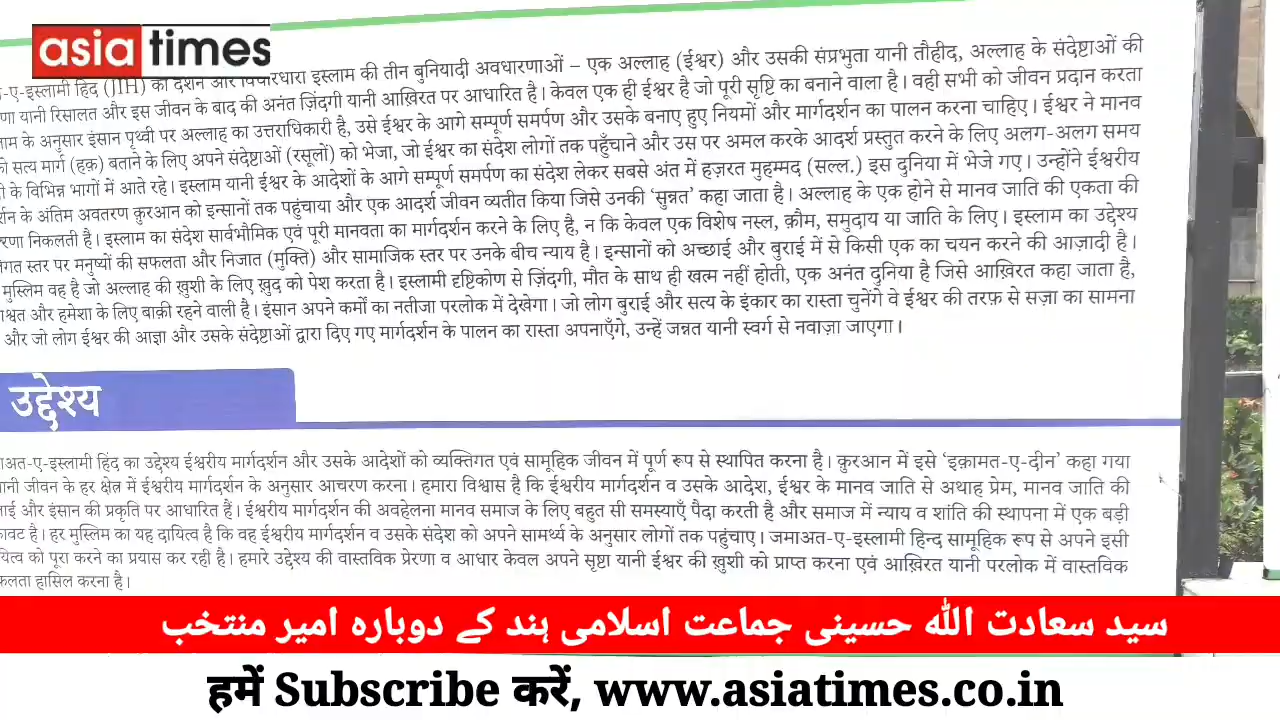 asia times
-ए-इस्लामी हिंद (JIH) का दर्शन और विचारधारा इस्लाम की तीन बुनियादी अवधारणाओं – एक अल्लाह (ईश्वर) और उसकी संप्रभुता यानी तौहीद, अल्लाह के संदेष्टाओं की
यानी रिसालत और इस जीवन के बाद की अनंत ज़िंदगी यानी आख़िरत पर आधारित है। केवल एक ही ईश्वर है जो पूरी सृष्टि का बनाने वाला है। वही सभी को जीवन प्रदान करता
के अनुसार इंसान पृथ्वी पर अल्लाह का उत्तराधिकारी है, उसे ईश्वर के आगे सम्पूर्ण समर्पण और उसके बनाए हुए नियमों और मार्गदर्शन का पालन करना चाहिए। ईश्वर ने मानव
को सत्य मार्ग (हक़) बताने के लिए अपने संदेष्टाओं (रसूलों) को भेजा, जो ईश्वर का संदेश लोगों तक पहुँचाने और उस पर अमल करके आदर्श प्रस्तुत करने के लिए अलग-अलग समय
के विभिन्न भागों में आते रहे। इस्लाम यानी ईश्वर के आदेशों के आगे सम्पूर्ण समर्पण का संदेश लेकर सबसे अंत में हज़रत मुहम्मद (सल्ल.) इस दुनिया में भेजे गए। उन्होंने ईश्वरीय
के अंतिम अवतरण क़ुरआन को इन्सानों तक पहुंचाया और एक आदर्श जीवन व्यतीत किया जिसे उनकी 'सुन्नत' कहा जाता है। अल्लाह के एक होने से मानव जाति की एकता की
निकलती है। इस्लाम का संदेश सार्वभौमिक एवं पूरी मानवता का मार्गदर्शन करने के लिए है, न कि केवल एक विशेष नस्ल, क़ौम, समुदाय या जाति के लिए। इस्लाम का उद्देश्य
स्तर पर मनुष्यों की सफलता और निजात (मुक्ति) और सामाजिक स्तर पर उनके बीच न्याय है। इन्सानों को अच्छाई और बुराई में से किसी एक का चयन करने की आज़ादी है।
मुस्लिम वह है जो अल्लाह की ख़ुशी के लिए ख़ुद को पेश करता है। इस्लामी दृष्टिकोण से ज़िंदगी, मौत के साथ ही खत्म नहीं होती, एक अनंत दुनिया है जिसे आख़िरत कहा जाता है,
और हमेशा के लिए बाक़ी रहने वाली है। इंसान अपने कर्मों का नतीजा परलोक में देखेगा। जो लोग बुराई और सत्य के इंकार का रास्ता चुनेंगे वे ईश्वर की तरफ़ से सज़ा का सामना
और जो लोग ईश्वर की आज्ञा और उसके संदेष्टाओं द्वारा दिए गए मार्गदर्शन के पालन का रास्ता अपनाएँगे, उन्हें जन्नत यानी स्वर्ग से नवाज़ा जाएगा।
उद्देश्य
अत-ए-इस्लामी हिंद का उद्देश्य ईश्वरीय मार्गदर्शन और उसके आदेशों को व्यक्तिगत एवं सामूहिक जीवन में पूर्ण रूप से स्थापित करना है। क़ुरआन में इसे 'इक़ामत-ए-दीन' कहा गया
जीवन के हर क्षेत्र में ईश्वरीय मार्गदर्शन के अनुसार आचरण करना। हमारा विश्वास है कि ईश्वरीय मार्गदर्शन व उसके आदेश, ईश्वर के मानव जाति से अथाह प्रेम, मानव जाति की
और इंसान की प्रकृति पर आधारित हैं। ईश्वरीय मार्गदर्शन की अवहेलना मानव समाज के लिए बहुत सी समस्याएँ पैदा करती है और समाज में न्याय व शांति की स्थापना में एक बड़ी
है। हर मुस्लिम का यह दायित्व है कि वह ईश्वरीय मार्गदर्शन व उसके संदेश को अपने सामर्थ्य के अनुसार लोगों तक पहुंचाए। जमाअत-ए-इस्लामी हिन्द सामूहिक रूप से अपने इसी
को पूरा करने का प्रयास कर रही है। हमारे उद्देश्य की वास्तविक प्रेरणा व आधार केवल अपने सृष्टा यानी ईश्वर की ख़ुशी को प्राप्त करना एवं आख़िरत यानी परलोक में वास्तविक
हासिल करना है।
سید سعادت اللہ حسینی جماعت اسلامی ہند کے دوبارہ امیر منتخب
हमें Subscribe करें, www.asiatimes.co.in